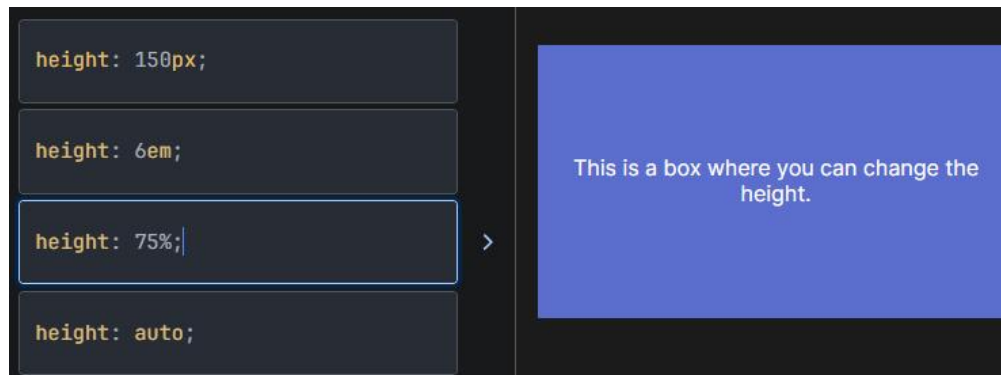 height: 150px;
height: 6em;
height: 75%;
height: auto;
This is a box where you can change the
height.